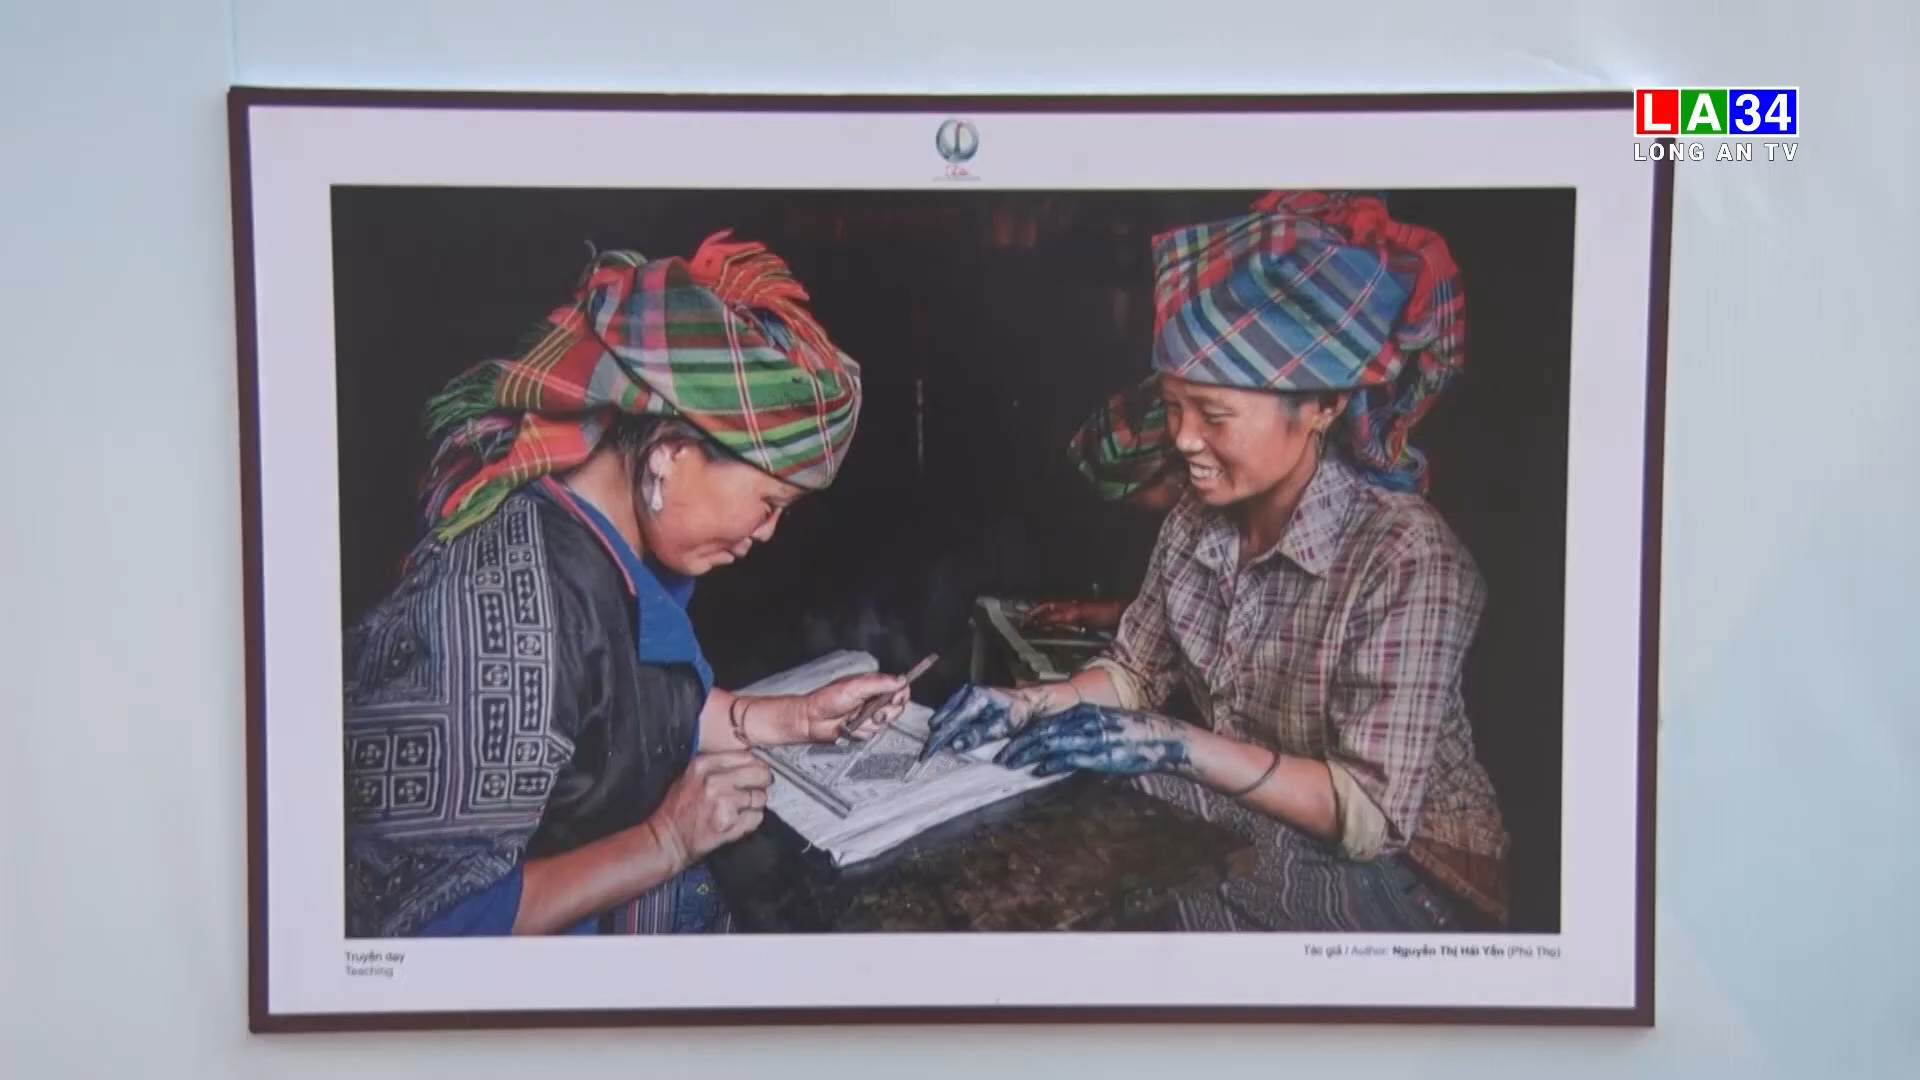 LA34
LONG AN TV
Truyền dạy
Teaching
Tác giả / Author: Nguyễn Thị Hải Yến (Phú Thọ)